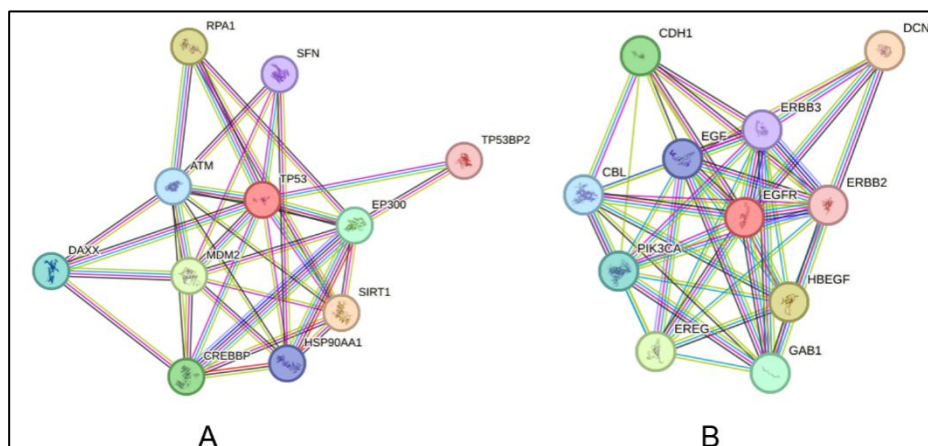 RPA1
SFN
TP53BP2
ATM
TP53
EP300
DAXX
MDM2
SIRT1
HSP90AA1
CREBBP
A
CDH1
DCN
ERBB3
EGF
CBL
EGFR
ERBB2
PIK3CA
HBEGF
EREG
GAB1
B